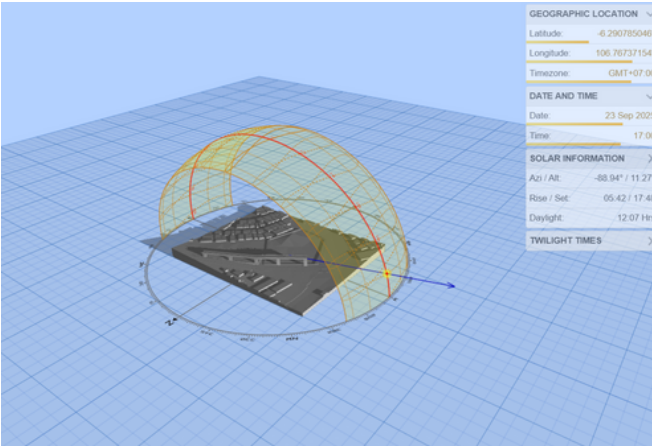 GEOGRAPHIC LOCATION
Latitude: -6.290785046
Longitude: 106.76737154
Timezone: GMT+07:00
DATE AND TIME
Date: 23 Sep 2025
Time: 17:00
SOLAR INFORMATION
Azi / Alt: -88.94° / 11.27
Rise / Set: 05:42 / 17:48
Daylight: 12:07 Hrs
TWILIGHT TIMES
N